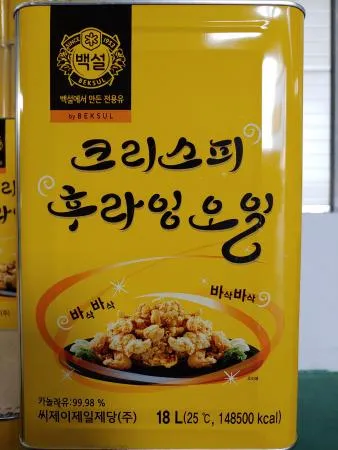 SINCE 1953
백설
BEKSUL
백설에서 만든 전용유
by BEKSUL
크리스피
후라잉오일
바삭바삭
바삭바삭
카놀라유:99.98 %
씨제이제일제당(주)
18 L(25 ℃, 148500 kcal)